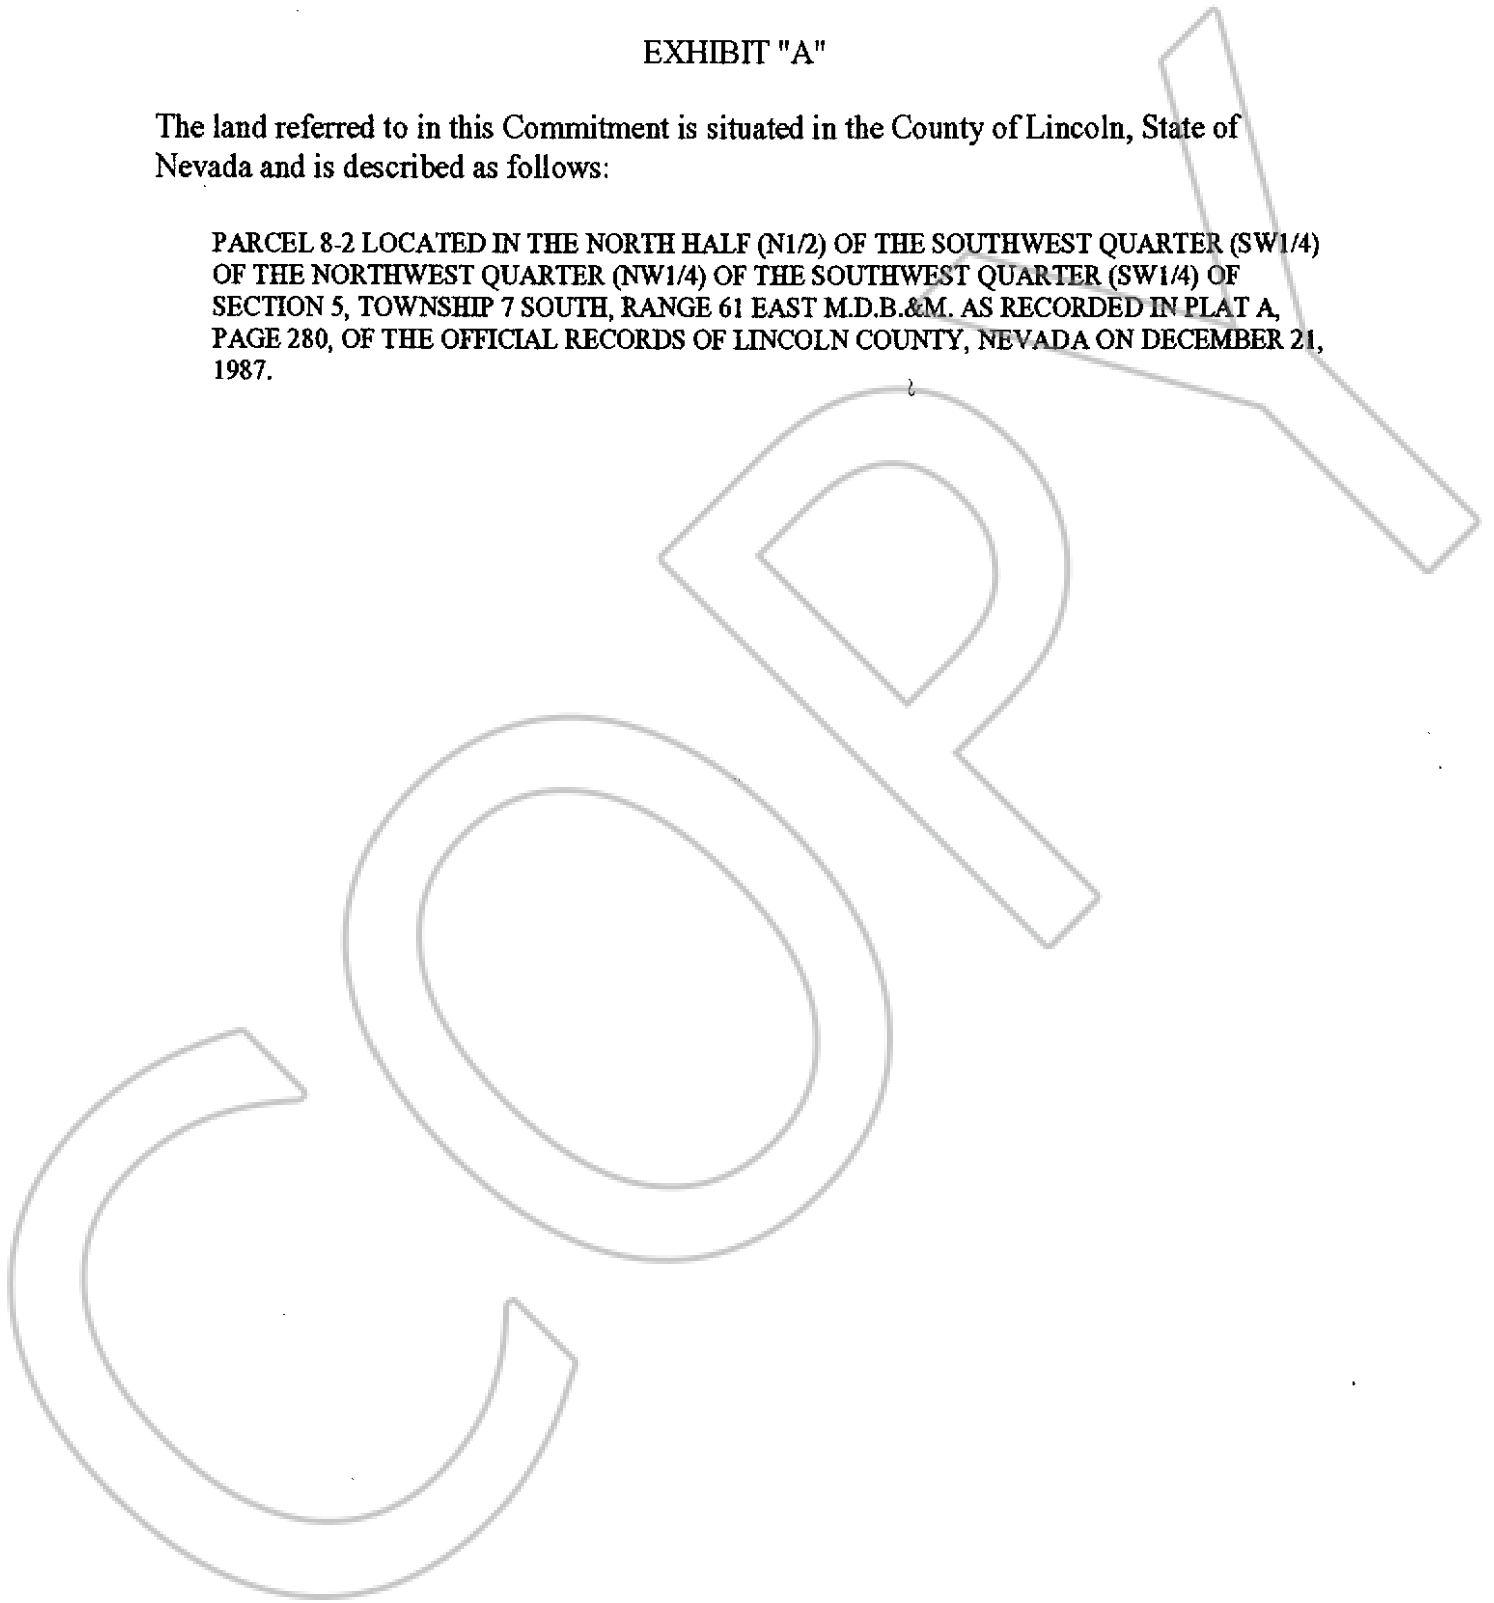 EXHIBIT "A"
The land referred to in this Commitment is situated in the County of Lincoln, State of
Nevada and is described as follows:
PARCEL 8-2 LOCATED IN THE NORTH HALF (N1/2) OF THE SOUTHWEST QUARTER (SW1/4)
OF THE NORTHWEST QUARTER (NW1/4) OF THE SOUTHWEST QUARTER (SW1/4) OF
SECTION 5, TOWNSHIP 7 SOUTH, RANGE 61 EAST M.D.B.&M. AS RECORDED IN PLAT A,
PAGE 280, OF THE OFFICIAL RECORDS OF LINCOLN COUNTY, NEVADA ON DECEMBER 21,
1987.
COPY